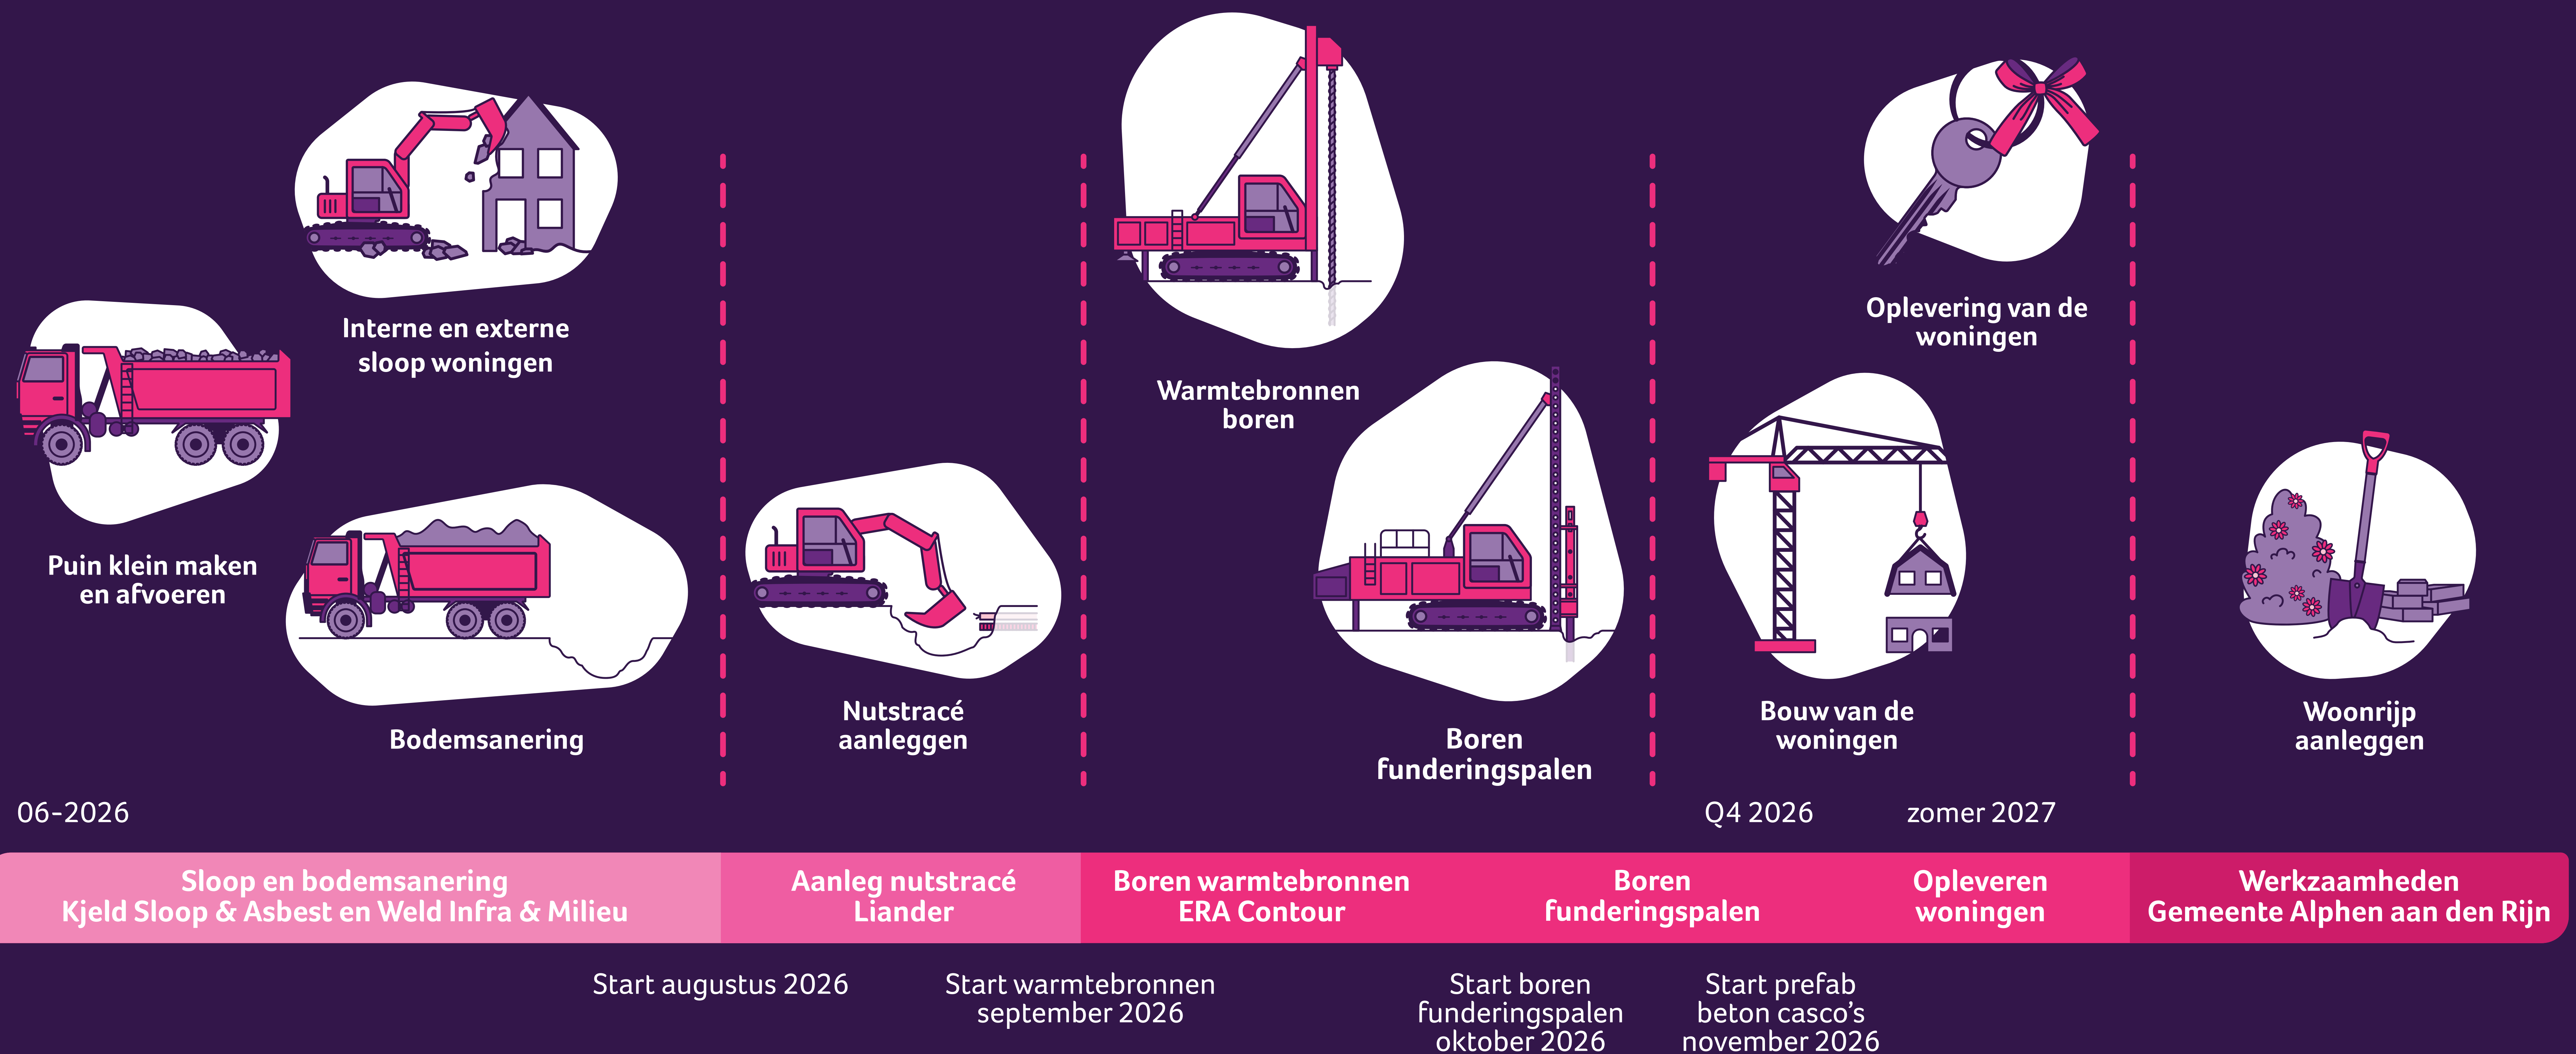 Interne en externe
sloop woningen
Puin klein maken
en afvoeren
Bodemsanering
Nutstracé
aanleggen
Warmtebronnen
boren
Boren
funderingspalen
Oplevering van de
woningen
Bouw van de
woningen
Woonrijp
aanleggen
06-2026
Q4 2026
zomer 2027
Sloop en bodemsanering
Kjeld Sloop & Asbest en Weld Infra & Milieu
Aanleg nutstracé
Liander
Boren warmtebronnen
ERA Contour
Boren
funderingspalen
Opleveren
woningen
Werkzaamheden
Gemeente Alphen aan den Rijn
Start augustus 2026
Start warmtebronnen
september 2026
Start boren
funderingspalen
oktober 2026
Start prefab
beton casco's
november 2026